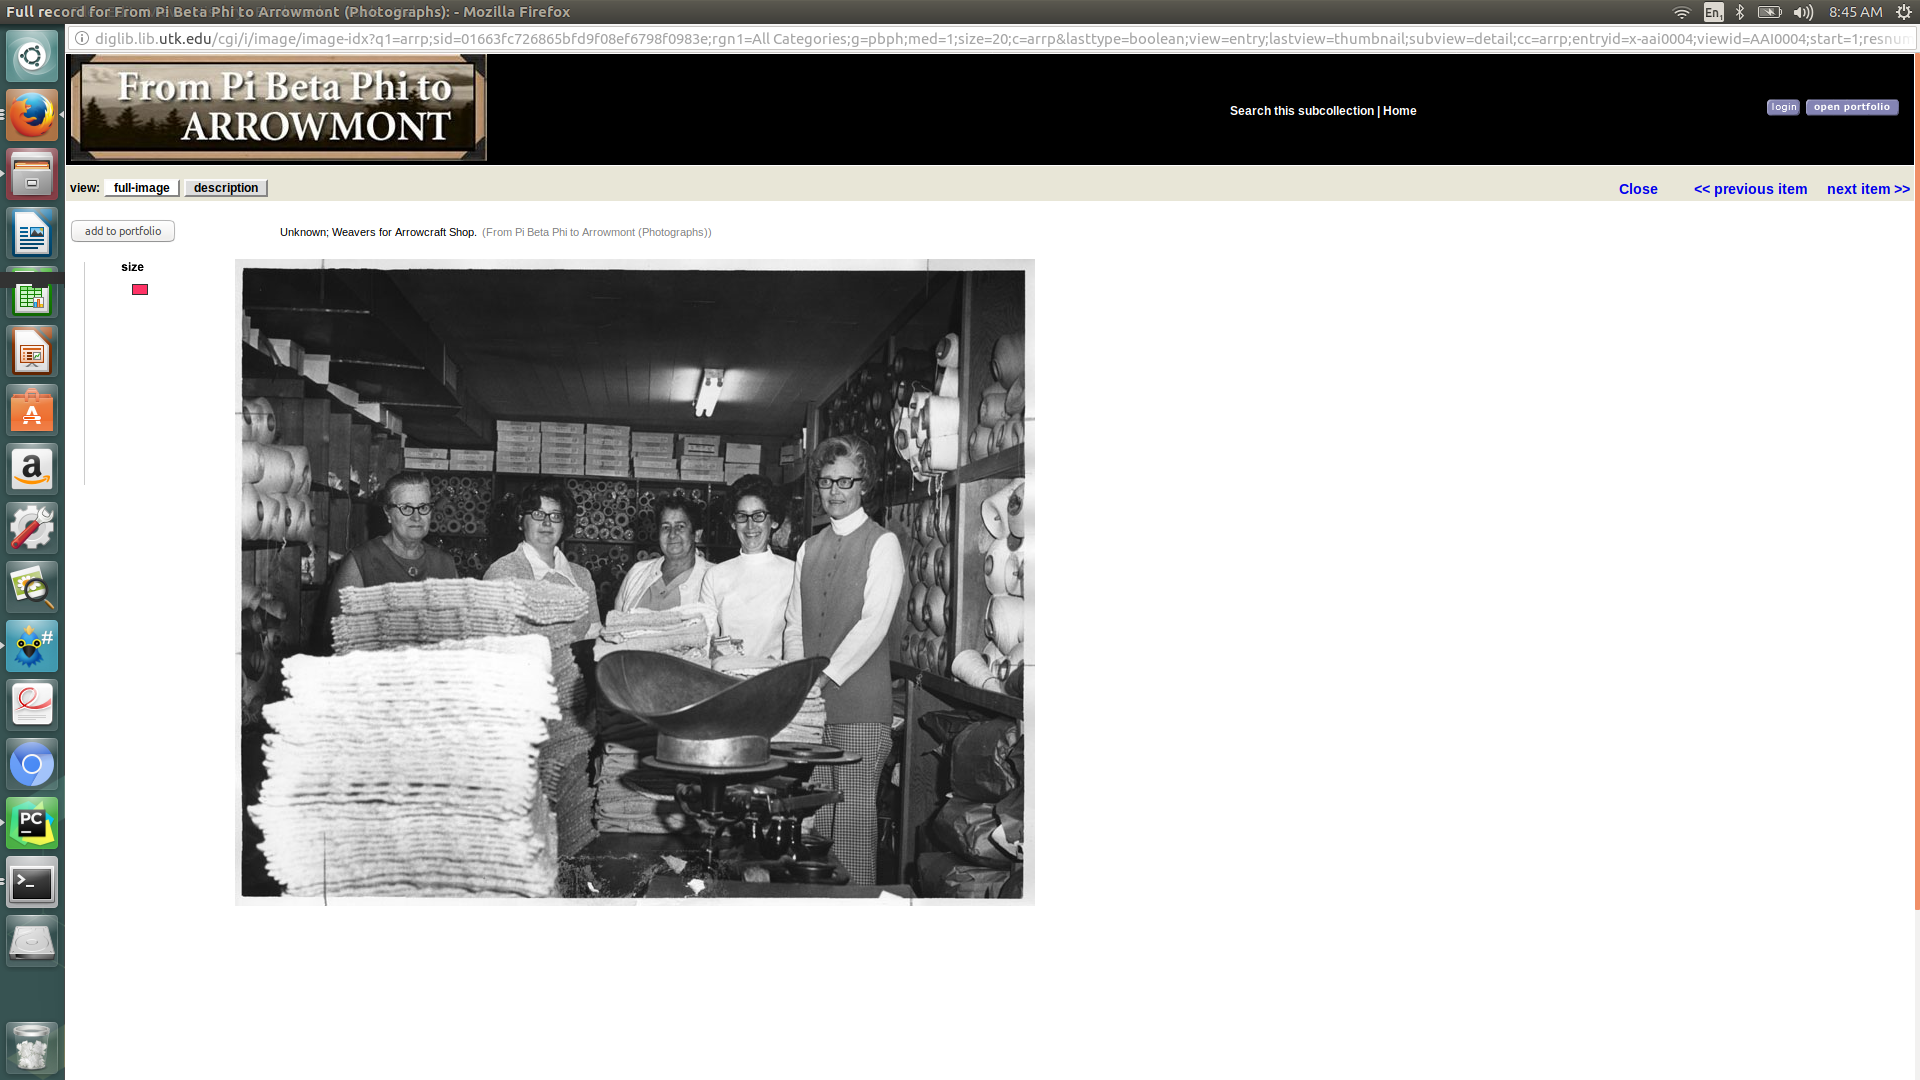 Full record for From Pi Beta Phi to Arrowmont (Photographs): - Mozilla Firefox
En1
8:45 AM
diglib.lib.utk.edu/cgi/i/image/image-idx?q1=arrp;sid=01663fc726865bfd9f08ef6798f0983e;rgn1=All Categories;g=pbph;med=1;size=20;c=arrp&lasttype=boolean;view=entry;lastview=thumbnail;subview=detail;cc=arrp;entryid=x-aai0004;viewid=AAI0004;start=1;resnum
From Pi Beta Phi to
ARROWMONT
Search this subcollection | Home
login
open portfolio
view: full-image description
Close << previous item next item >>
add to portfolio
Unknown; Weavers for Arrowcraft Shop. (From Pi Beta Phi to Arrowmont (Photographs))
size
A
a
#
PC
>_